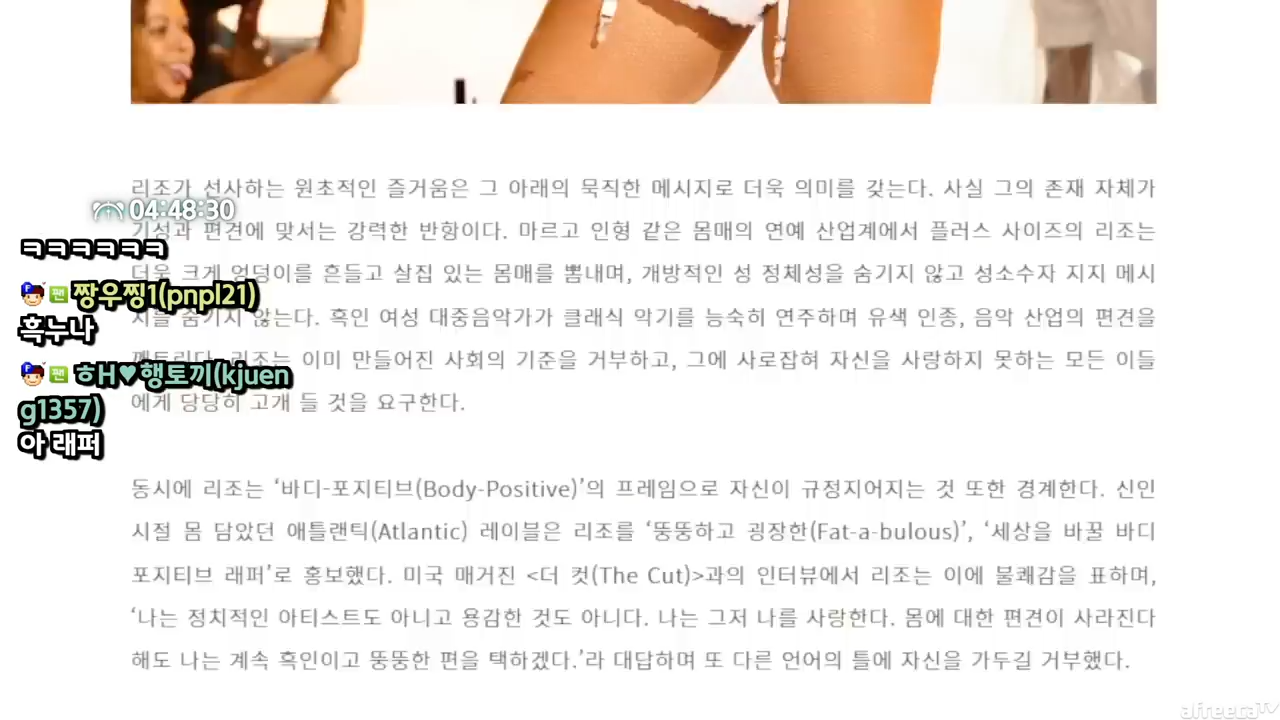 리조가 선사하는 원초적인 즐거움은 그 아래의 묵직한 메시지로 더욱 의미를 갖는다. 사실 그의 존재 자체가
04:48:30
기성과 편견에 맞서는 강력한 반항이다. 마르고 인형 같은 몸매의 연예 산업계에서 플러스 사이즈의 리조는
ㅋㅋㅋㅋㅋㅋ
더욱 크게 엉덩이를 흔들고 살집 있는 몸매를 뽐내며, 개방적인 성 정체성을 숨기지 않고 성소수자 지지 메시
팬 짱우찡1(pnpl21)
지를 숨기지 않는다. 흑인 여성 대중음악가가 클래식 악기를 능숙히 연주하며 유색 인종, 음악 산업의 편견을
흑누나
깨트린다. 리조는 이미 만들어진 사회의 기준을 거부하고, 그에 사로잡혀 자신을 사랑하지 못하는 모든 이들
팬 ㅎH♥행토끼(kjuen
g1357)
에게 당당히 고개 들 것을 요구한다.
아 래퍼
동시에 리조는 ‘바디-포지티브(Body-Positive)’의 프레임으로 자신이 규정지어지는 것 또한 경계한다. 신인
시절 몸 담았던 애틀랜틱(Atlantic) 레이블은 리조를 ‘뚱뚱하고 굉장한(Fat-a-bulous)’, ‘세상을 바꿀 바디
포지티브 래퍼’로 홍보했다. 미국 매거진 <더 컷(The Cut)>과의 인터뷰에서 리조는 이에 불쾌감을 표하며,
‘나는 정치적인 아티스트도 아니고 용감한 것도 아니다. 나는 그저 나를 사랑한다. 몸에 대한 편견이 사라진다
해도 나는 계속 흑인이고 뚱뚱한 편을 택하겠다.’라 대답하며 또 다른 언어의 틀에 자신을 가두길 거부했다.
afreecaTV